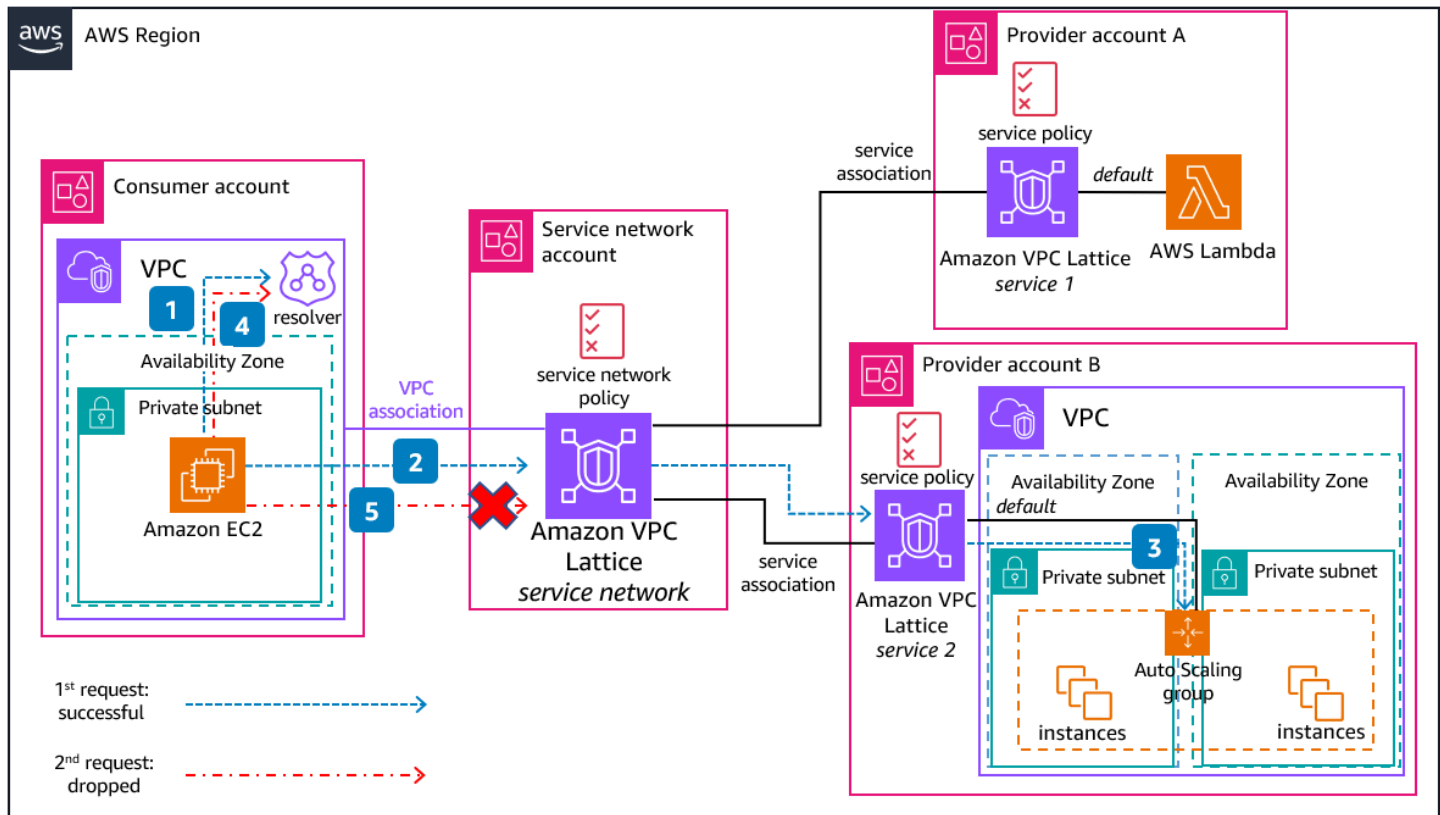 aws
AWS Region
Provider account A
service policy
service
association
default
Amazon VPC Lattice
service 1
AWS Lambda
Consumer account
VPC
1
4
resolver
Availability Zone
Private subnet
Amazon EC2
VPC
association
2
5
Service network
account
service network
policy
Amazon VPC
Lattice
service network
service
association
Provider account B
service policy
VPC
Availability Zone
Availability Zone
default
3
Private subnet
Private subnet
Amazon VPC
Lattice
service 2
Auto Scaling
group
instances
instances
1st request:
successful
2nd request:
dropped